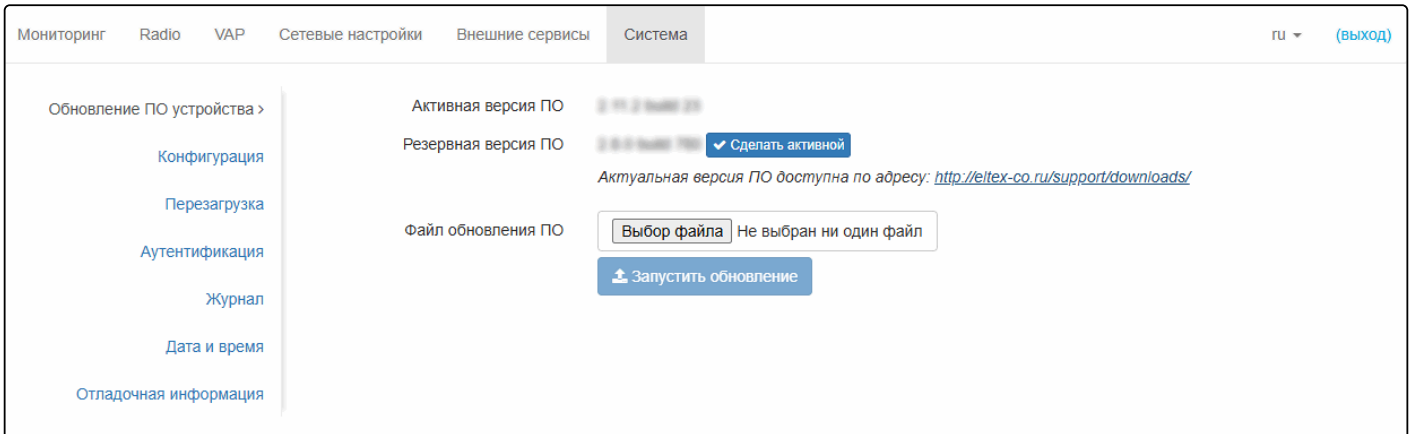 Мониторинг Radio VAP Сетевые настройки Внешние сервисы Система ru (выход)
Обновление ПО устройства >
Конфигурация
Перезагрузка
Аутентификация
Журнал
Дата и время
Отладочная информация
Активная версия ПО
Резервная версия ПО Сделать активной
Актуальная версия ПО доступна по адресу: http://eltex-co.ru/support/downloads/
Файл обновления ПО Выбор файла Не выбран ни один файл
Запустить обновление